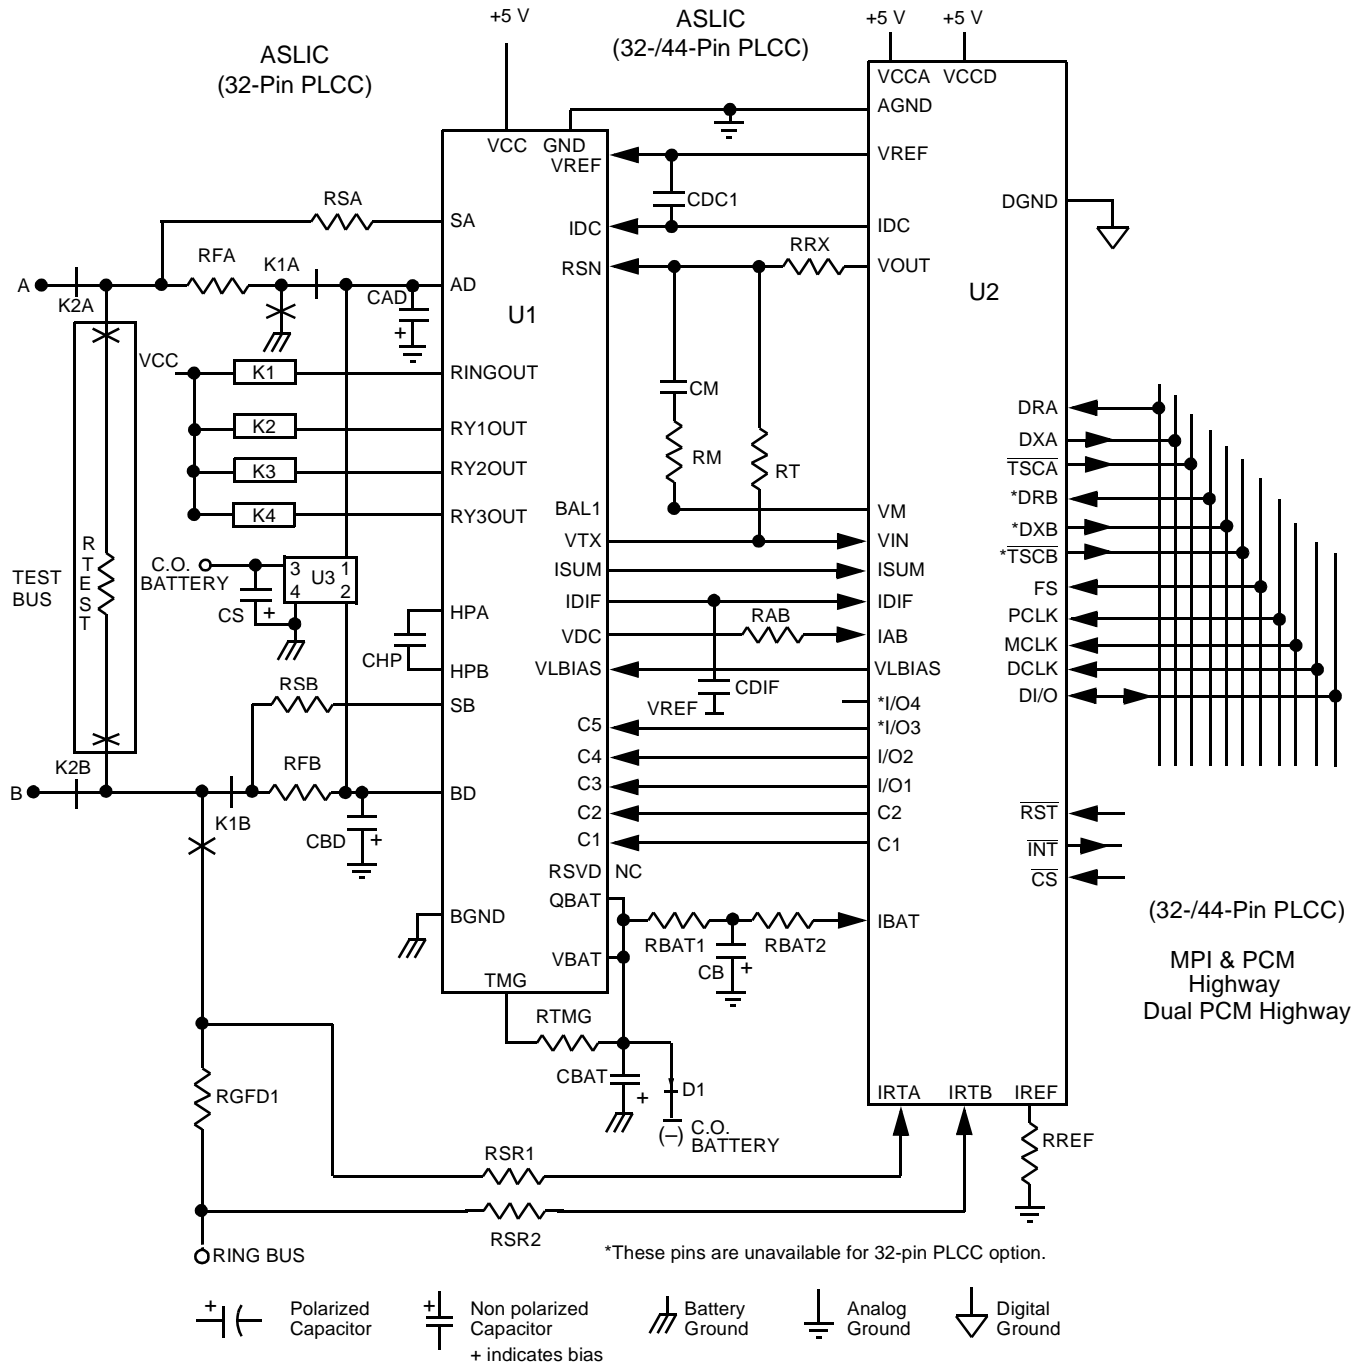 +5 V
ASLIC
(32-/44-Pin PLCC)
+5 V
+5 V
ASLIC
(32-Pin PLCC)
VCC
GND
VREF
VCCA
VCCD
AGND
VREF
CDC1
DGND
RSA
SA
IDC
IDC
RFA
K1A
RRX
RSN
VOUT
A
K2A
CAD
+
AD
U1
U2
VCC
K1
RINGOUT
CM
DRA
K2
RY1OUT
DXA
K3
RY2OUT
RM
RT
TSCA
*DRB
K4
RY3OUT
BAL1
VM
*DXB
RTEST
VTX
VIN
*TSCB
C.O.
BATTERY
3
1
U3
4
2
ISUM
ISUM
TEST
BUS
CS
+
FS
HPA
IDIF
IDIF
PCLK
RAB
VDC
IAB
MCLK
CHP
HPB
VLBIAS
VLBIAS
DCLK
RSB
CDIF
DI/O
SB
VREF
*I/O4
C5
*I/O3
K2B
RFB
C4
I/O2
B
BD
C3
I/O1
K1B
CBD
+
C2
C2
RST
C1
C1
INT
RSVD
NC
CS
QBAT
BGND
RBAT1
RBAT2
IBAT
(32-/44-Pin PLCC)
VBAT
CB
+
MPI & PCM
Highway
Dual PCM Highway
TMG
RTMG
CBAT
+
D1
RGFD1
(–)
C.O.
BATTERY
IRTA
IRTB
IREF
RREF
RSR1
RSR2
RING BUS
*These pins are unavailable for 32-pin PLCC option.
+
Polarized
Capacitor
+
Non polarized
Capacitor
+ indicates bias
Battery
Ground
Analog
Ground
Digital
Ground